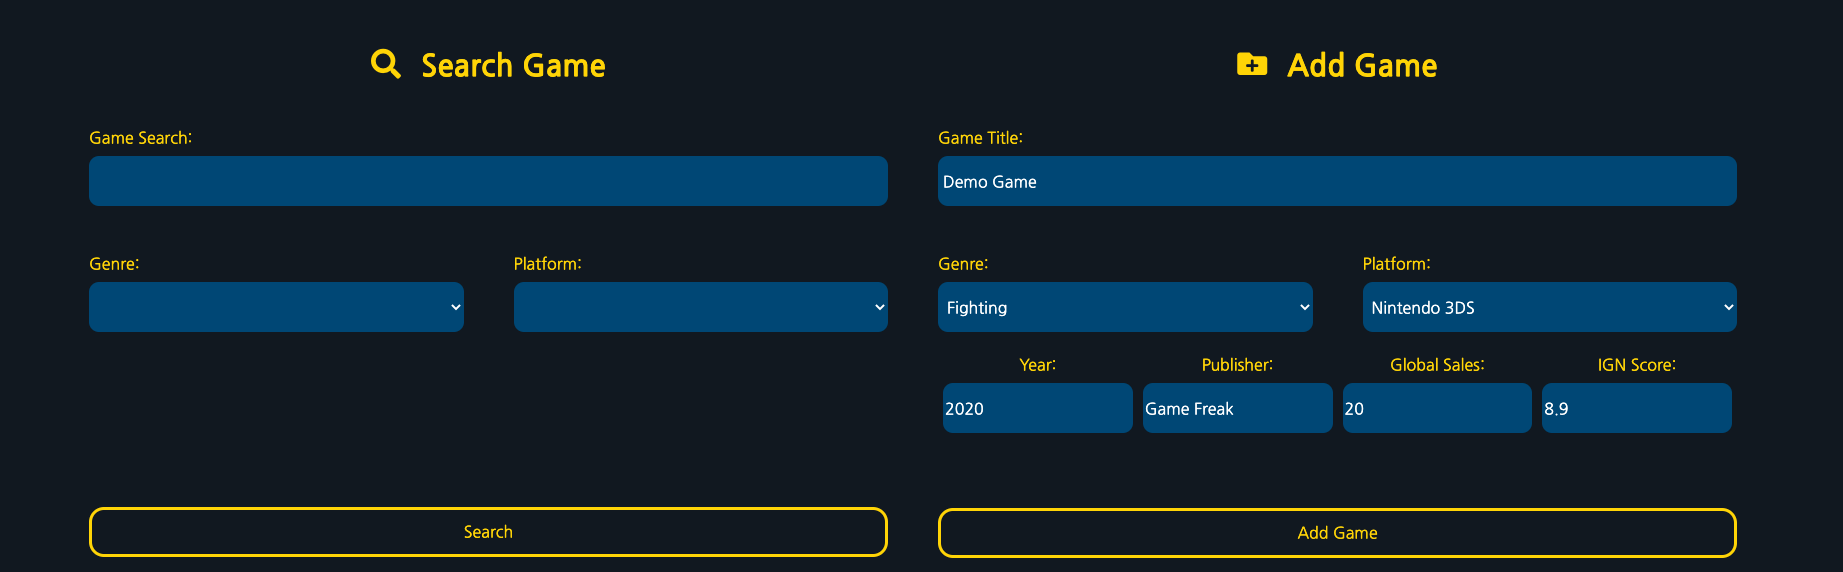 Search Game
Game Search:
Genre:
Platform:
Search
Add Game
Game Title:
Demo Game
Genre:
Platform:
Fighting
Nintendo 3DS
Year:
Publisher:
Global Sales:
IGN Score:
2020
Game Freak
20
8.9
Add Game